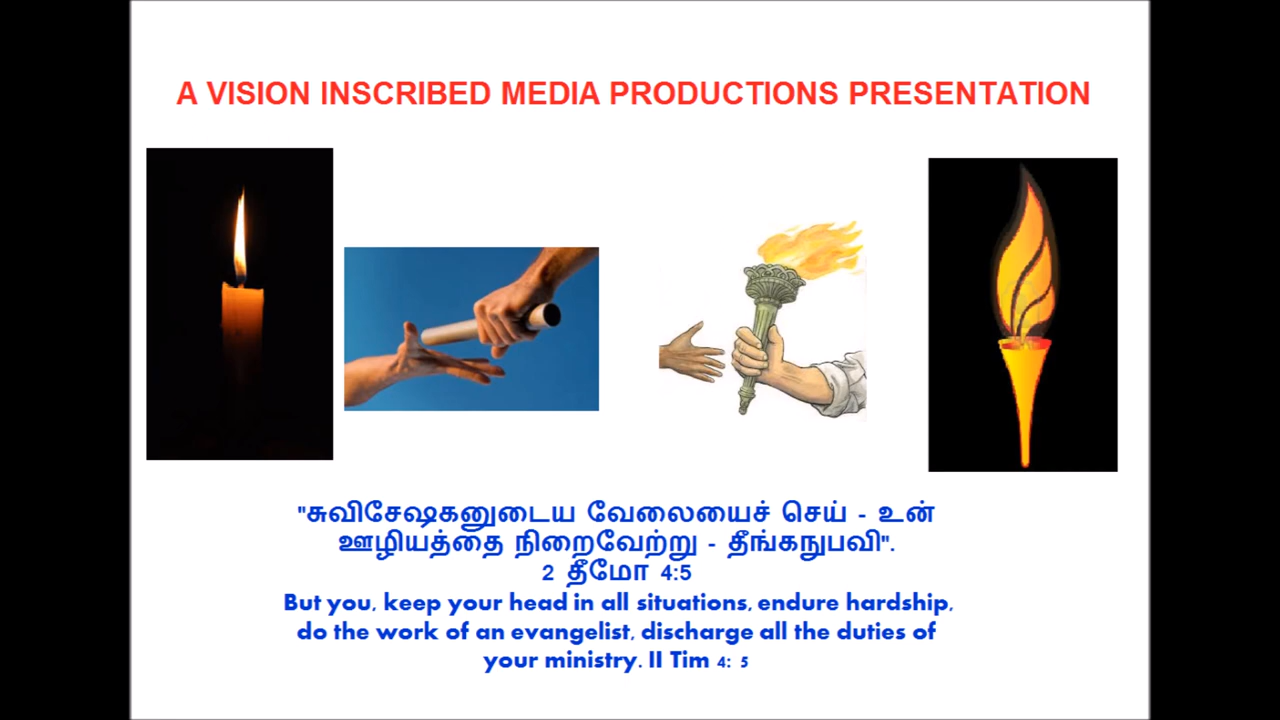 A VISION INSCRIBED MEDIA PRODUCTIONS PRESENTATION
"சுவிசேஷகனுடைய வேலையைச் செய் - உன்
ஊழியத்தை நிறைவேற்று - தீங்கநுபவி".
2 தீமோ 4:5
But you, keep your head in all situations, endure hardship,
do the work of an evangelist, discharge all the duties of
your ministry. II Tim 4: 5